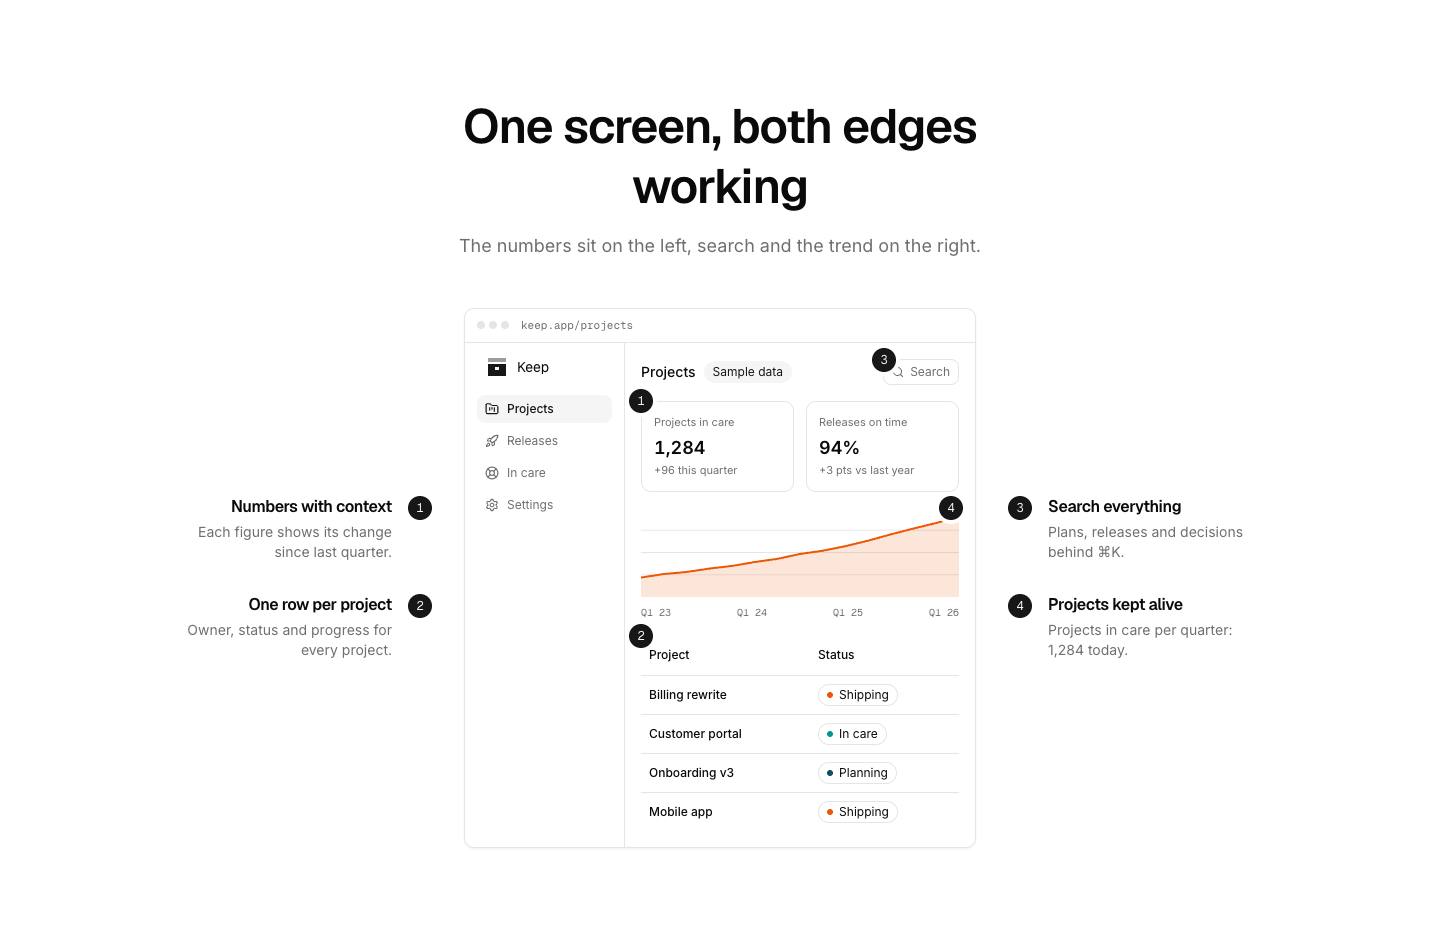 One screen, both edges
working
The numbers sit on the left, search and the trend on the right.
keep.app/projects
Keep
Projects
Releases
In care
Settings
Projects
Sample data
3
Search
1
Projects in care
1,284
+96 this quarter
Releases on time
94%
+3 pts vs last year
4
Q1 23
Q1 24
Q1 25
Q1 26
2
Project
Status
Billing rewrite
Shipping
Customer portal
In care
Onboarding v3
Planning
Mobile app
Shipping
Numbers with context
1
Each figure shows its change
since last quarter.
One row per project
2
Owner, status and progress for
every project.
3
Search everything
Plans, releases and decisions
behind ⌘K.
4
Projects kept alive
Projects in care per quarter:
1,284 today.